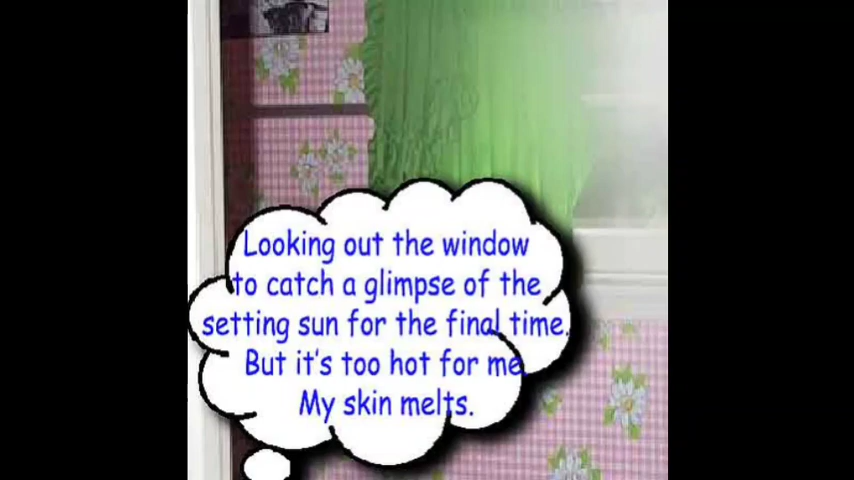 Looking out the window
to catch a glimpse of the
setting sun for the final time.
But it's too hot for me.
My skin melts.